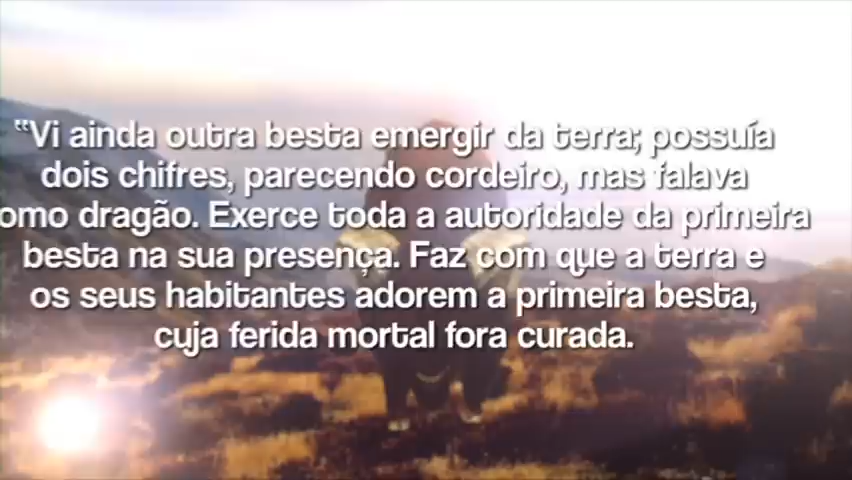 “Vi ainda outra besta emergir da terra; possuía
dois chifres, parecendo cordeiro, mas falava
omo dragão. Exerce toda a autoridade da primeira
besta na sua presença. Faz com que a terra e
os seus habitantes adorem a primeira besta,
cuja ferida mortal fora curada.